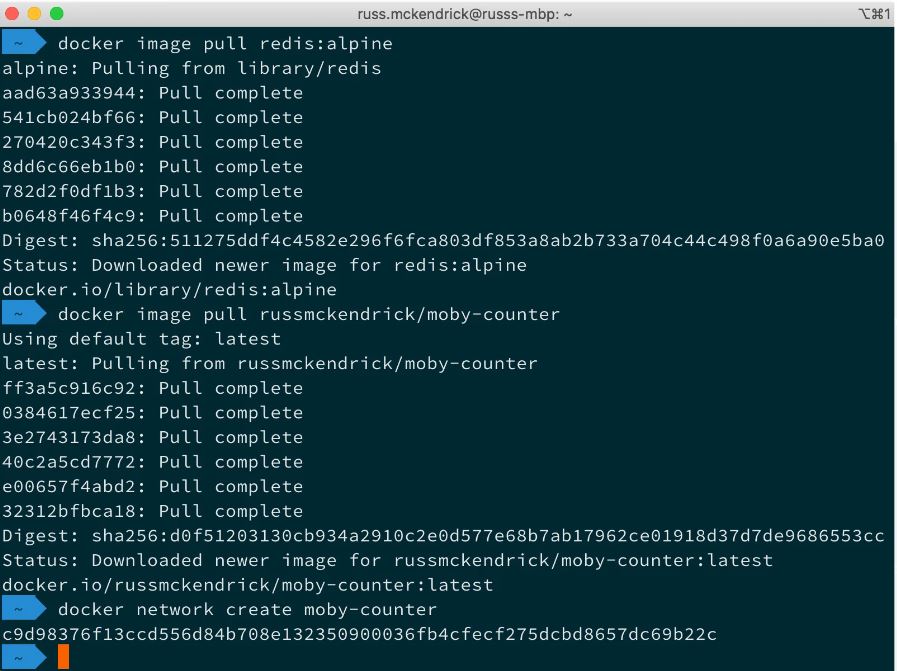 russ.mckendrick@russs-mbp: ~ ⌥⌘1
~ docker image pull redis:alpine
alpine: Pulling from library/redis
aad63a933944: Pull complete
541cb024bf66: Pull complete
270420c343f3: Pull complete
8dd6c66eb1b0: Pull complete
782d2f0df1b3: Pull complete
b0648f46f4c9: Pull complete
Digest: sha256:511275ddf4c4582e296f6fca803df853a8ab2b733a704c44c498f0a6a90e5ba0
Status: Downloaded newer image for redis:alpine
docker.io/library/redis:alpine
~ docker image pull russmckendrick/moby-counter
Using default tag: latest
latest: Pulling from russmckendrick/moby-counter
ff3a5c916c92: Pull complete
0384617ecf25: Pull complete
3e2743173da8: Pull complete
40c2a5cd7772: Pull complete
e00657f4abd2: Pull complete
32312bfbca18: Pull complete
Digest: sha256:d0f51203130cb934a2910c2e0d577e68b7ab17962ce01918d37d7de9686553cc
Status: Downloaded newer image for russmckendrick/moby-counter:latest
docker.io/russmckendrick/moby-counter:latest
~ docker network create moby-counter
c9d98376f13ccd556d84b708e132350900036fb4cfecf275dcbd8657dc69b22c
~